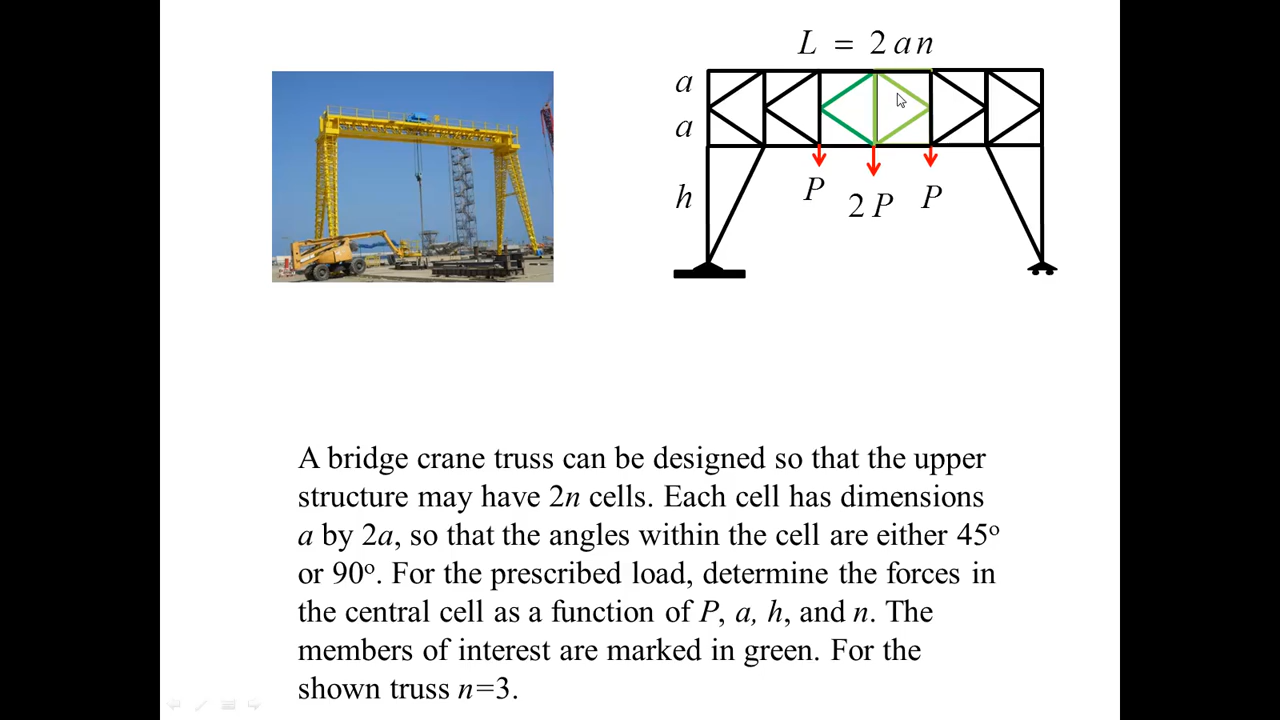 L = 2an
a
a
h
P
2P
P
A bridge crane truss can be designed so that the upper
structure may have 2n cells. Each cell has dimensions
a by 2a, so that the angles within the cell are either 45º
or 90º. For the prescribed load, determine the forces in
the central cell as a function of P, a, h, and n. The
members of interest are marked in green. For the
shown truss n=3.